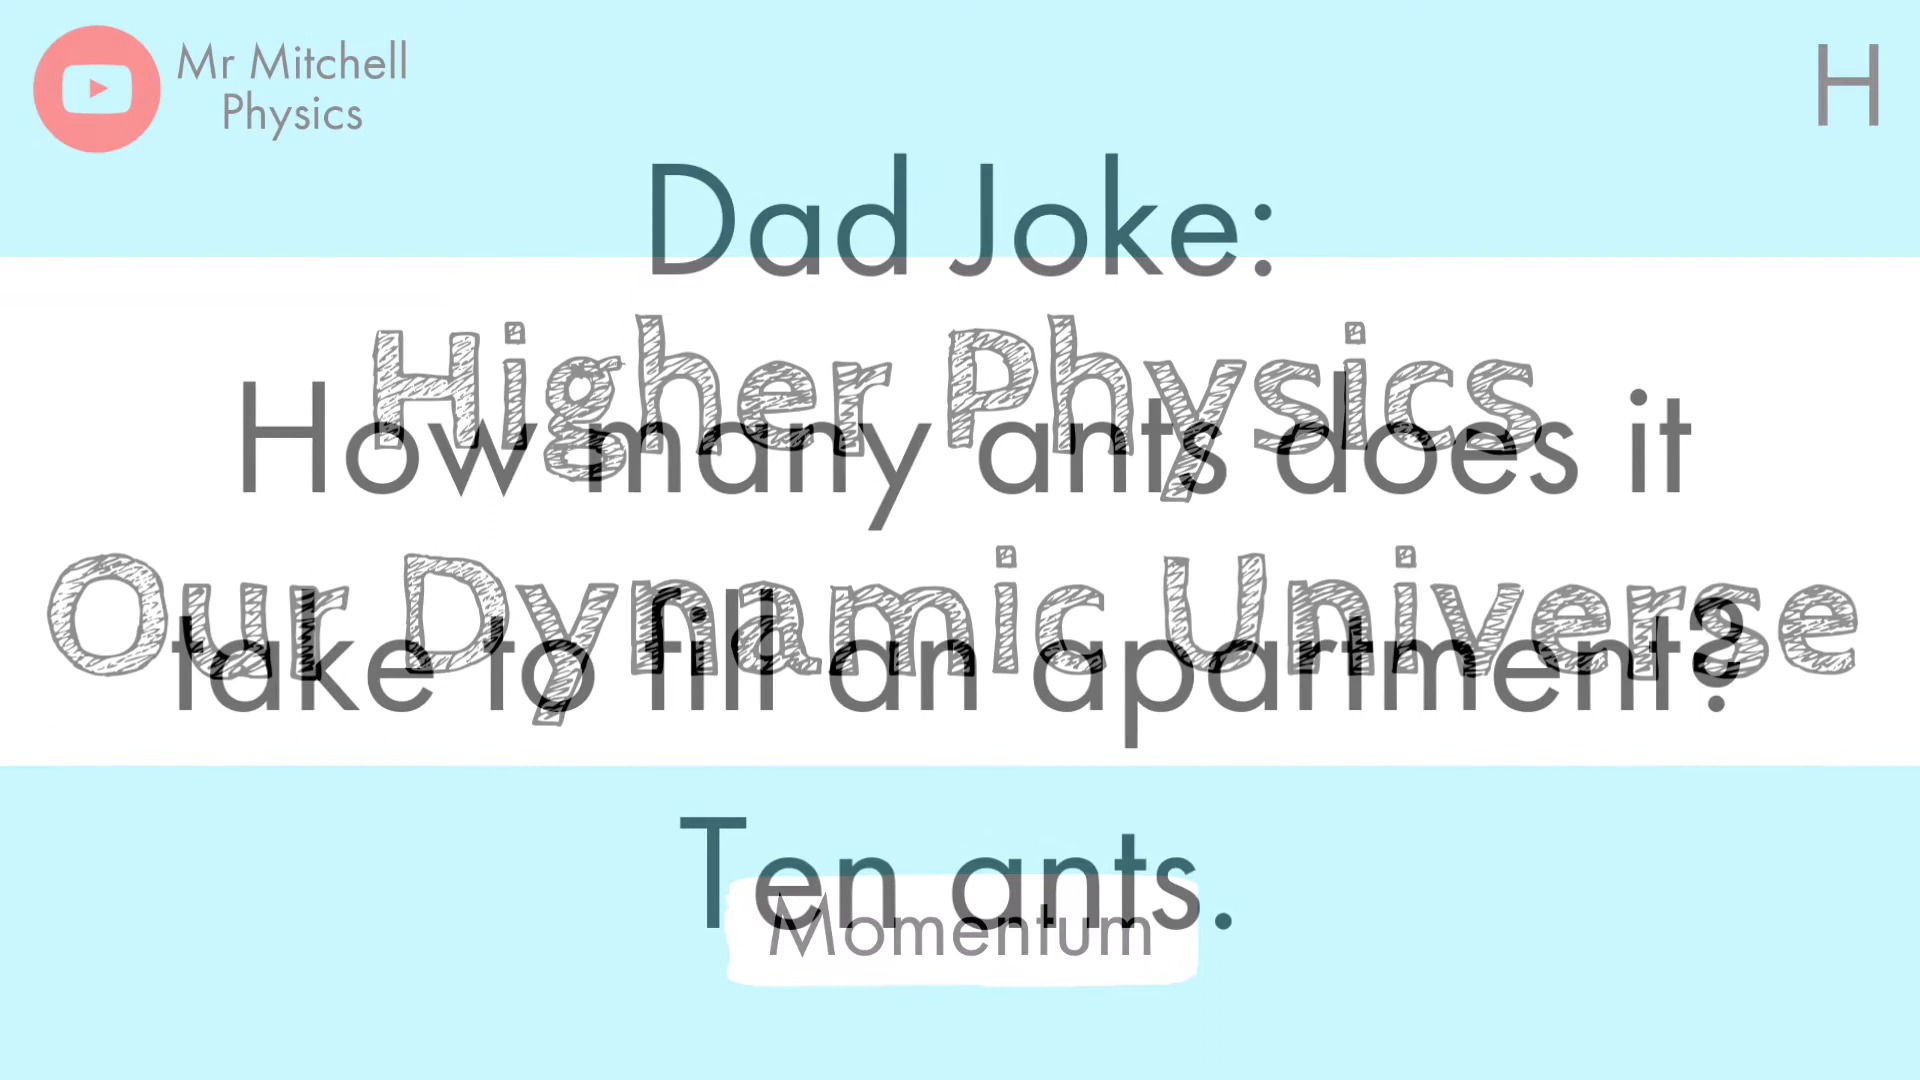 Mr Mitchell
Physics
H
Dad Joke:
Higher Physics
How many ants does it
Our Dynamic Universe
take to fill an apartment?
Ten ants.
Momentum